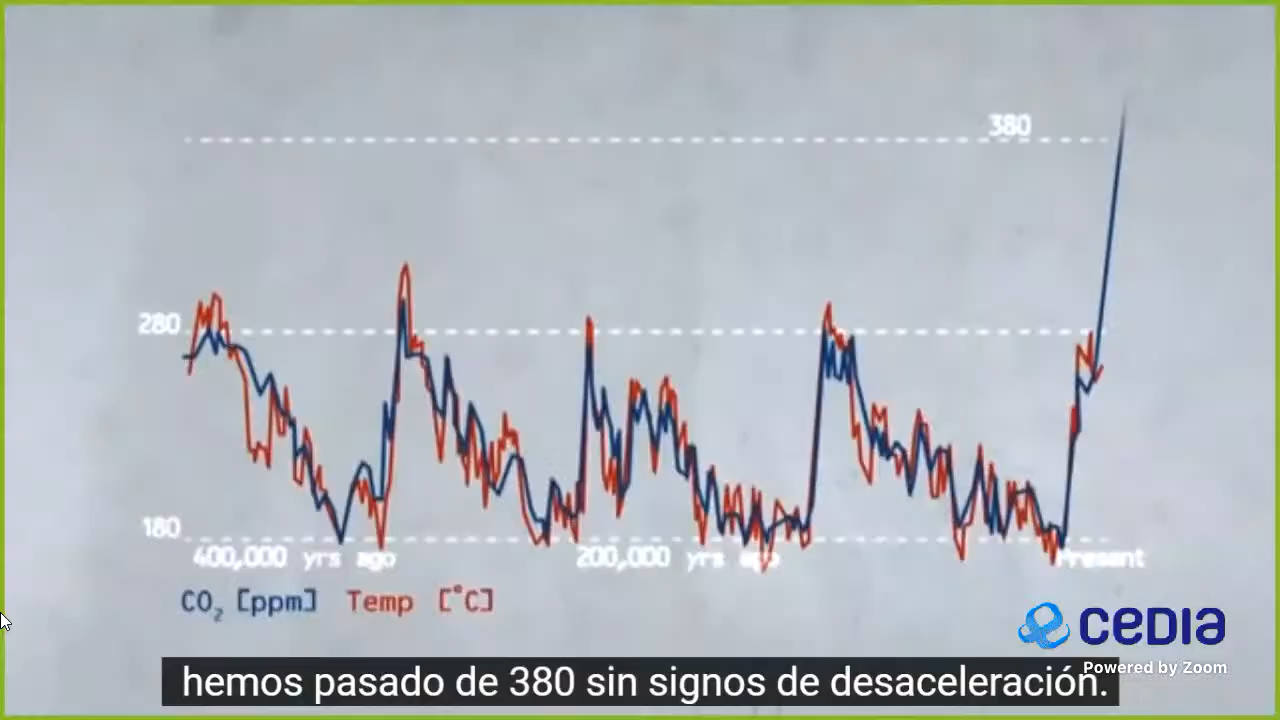 380
280
180
400,000 yrs ago
200,000 yrs ago
Present
CO₂ [ppm] Temp [°C]
CEDIA
Powered by Zoom
hemos pasado de 380 sin signos de desaceleración.